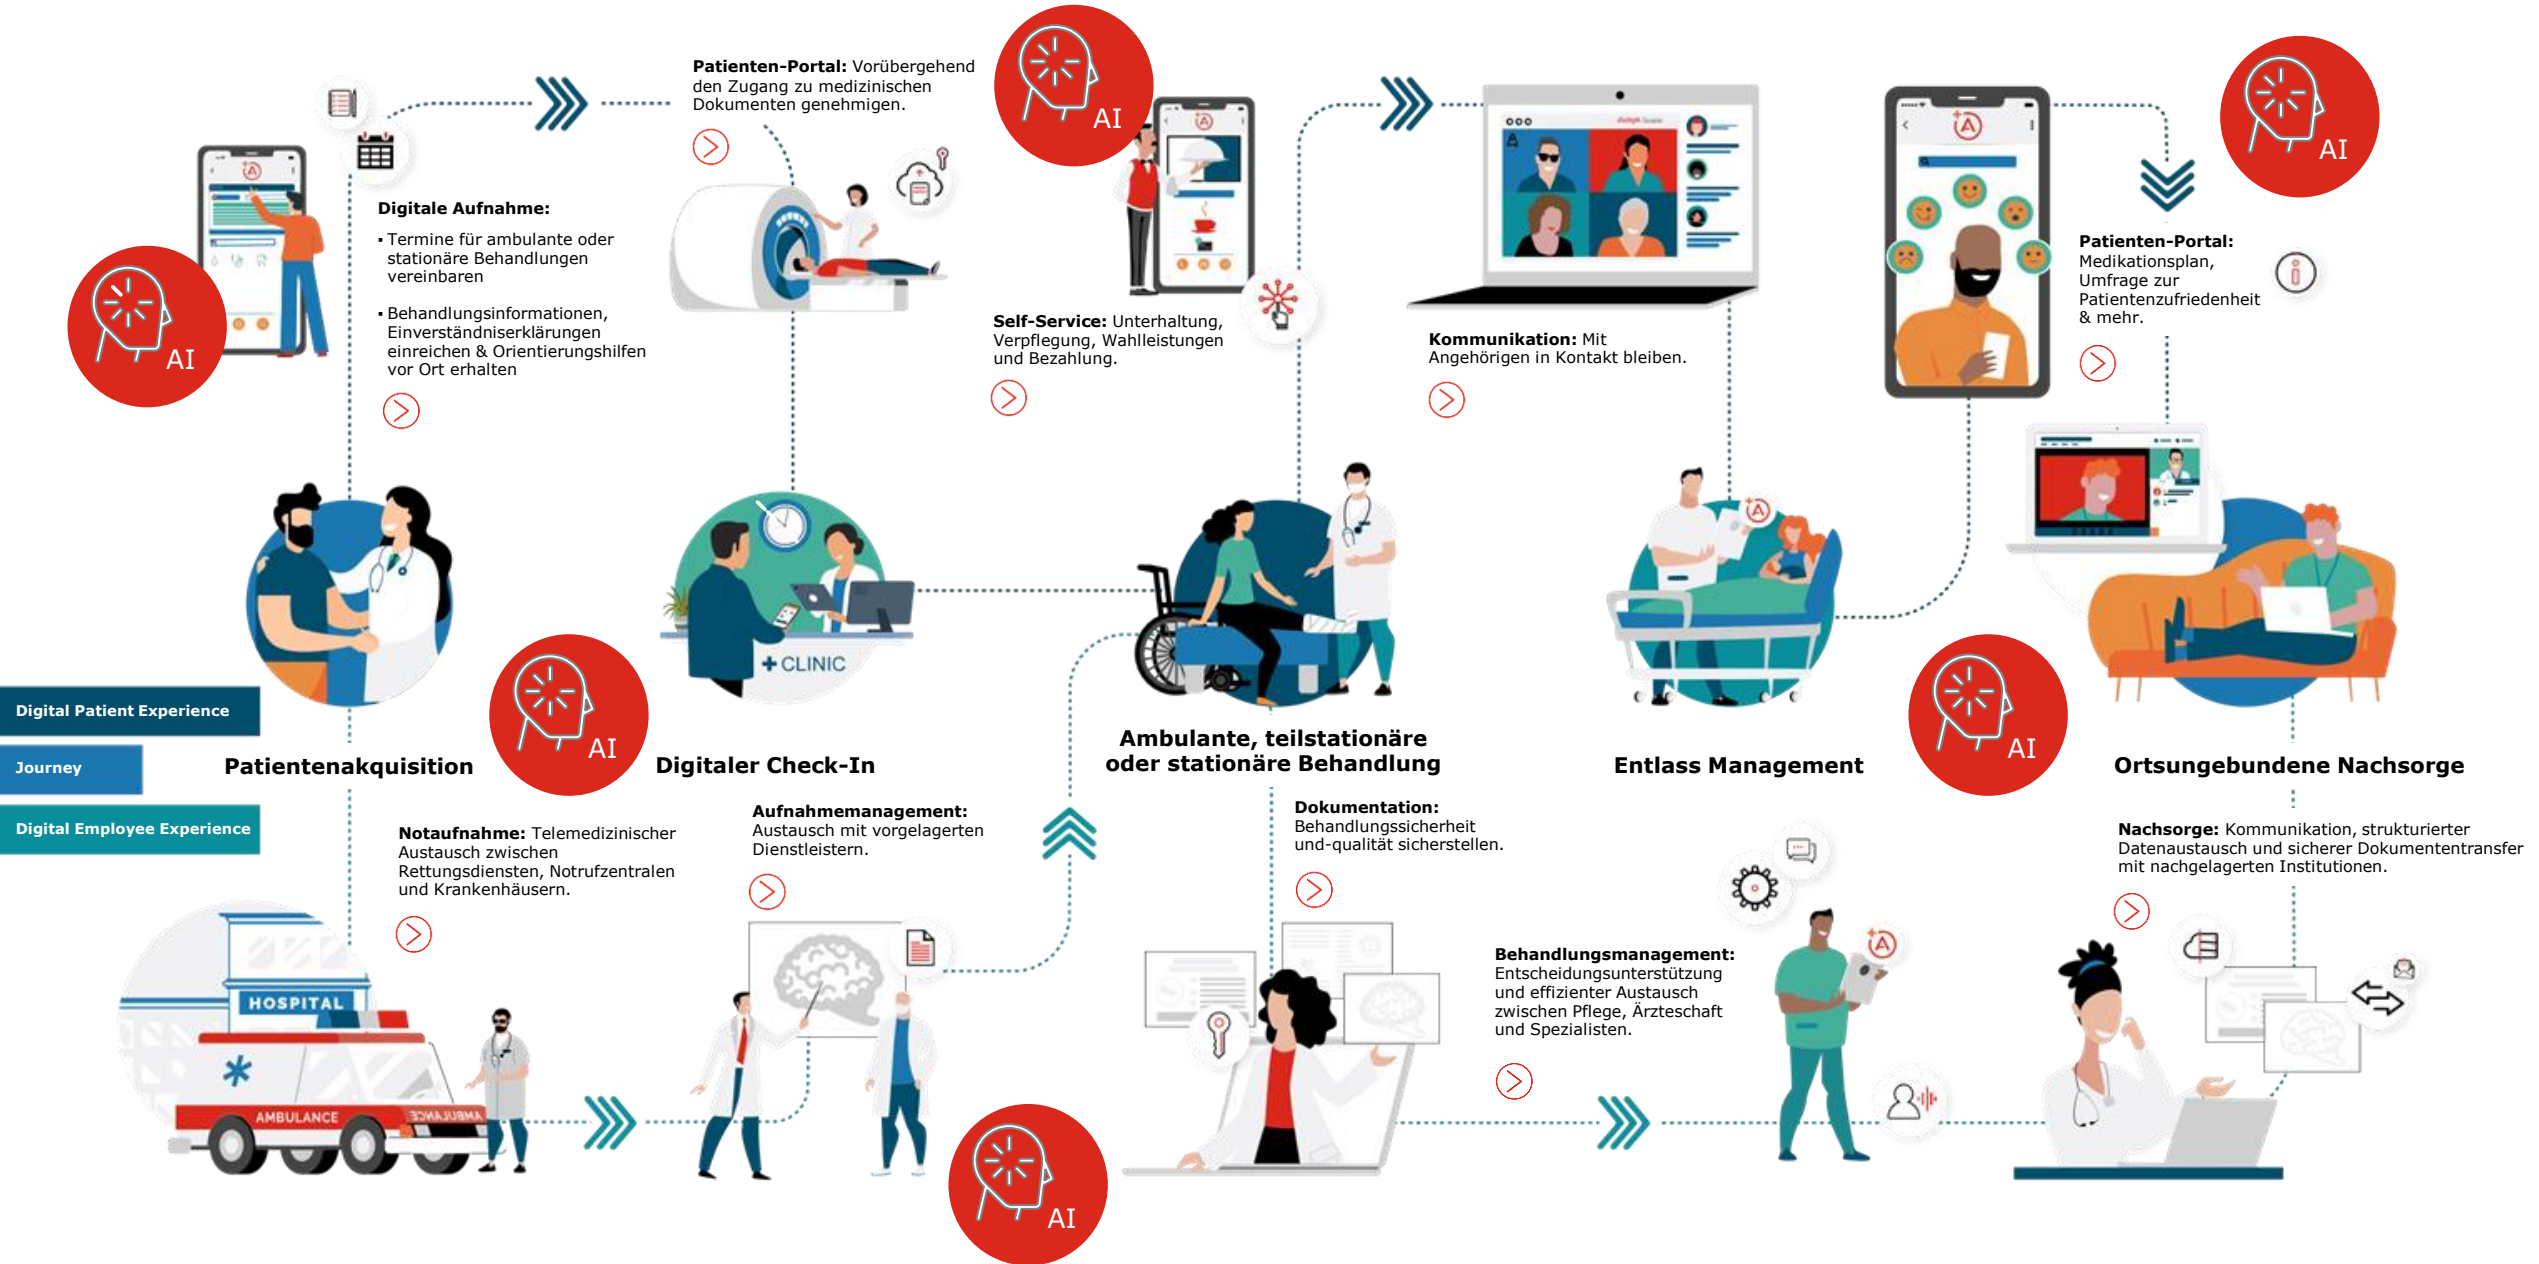 Patienten-Portal: Vorübergehend
den Zugang zu medizinischen
Dokumenten genehmigen.
AI
AI
Digitale Aufnahme:
▪ Termine für ambulante oder
stationäre Behandlungen
vereinbaren
▪ Behandlungsinformationen,
Einverständniserklärungen
einreichen & Orientierungshilfen
vor Ort erhalten
AI
Self-Service: Unterhaltung,
Verpflegung, Wahlleistungen
und Bezahlung.
Kommunikation: Mit
Angehörigen in Kontakt bleiben.
Patienten-Portal:
Medikationsplan,
Umfrage zur
Patientenzufriedenheit
& mehr.
+ CLINIC
Digital Patient Experience
Journey
Digital Employee Experience
Patientenakquisition
AI
Digitaler Check-In
Ambulante, teilstationäre
oder stationäre Behandlung
Entlass Management
AI
Ortsungebundene Nachsorge
Notaufnahme: Telemedizinischer
Austausch zwischen
Rettungsdiensten, Notrufzentralen
und Krankenhäusern.
Aufnahmemanagement:
Austausch mit vorgelagerten
Dienstleistern.
Dokumentation:
Behandlungssicherheit
und-qualität sicherstellen.
Behandlungsmanagement:
Entscheidungsunterstützung
und effizienter Austausch
zwischen Pflege, Ärzteschaft
und Spezialisten.
Nachsorge: Kommunikation, strukturierter
Datenaustausch und sicherer Dokumententransfer
mit nachgelagerten Institutionen.
HOSPITAL
AMBULANCE
AMBULANCE
AI